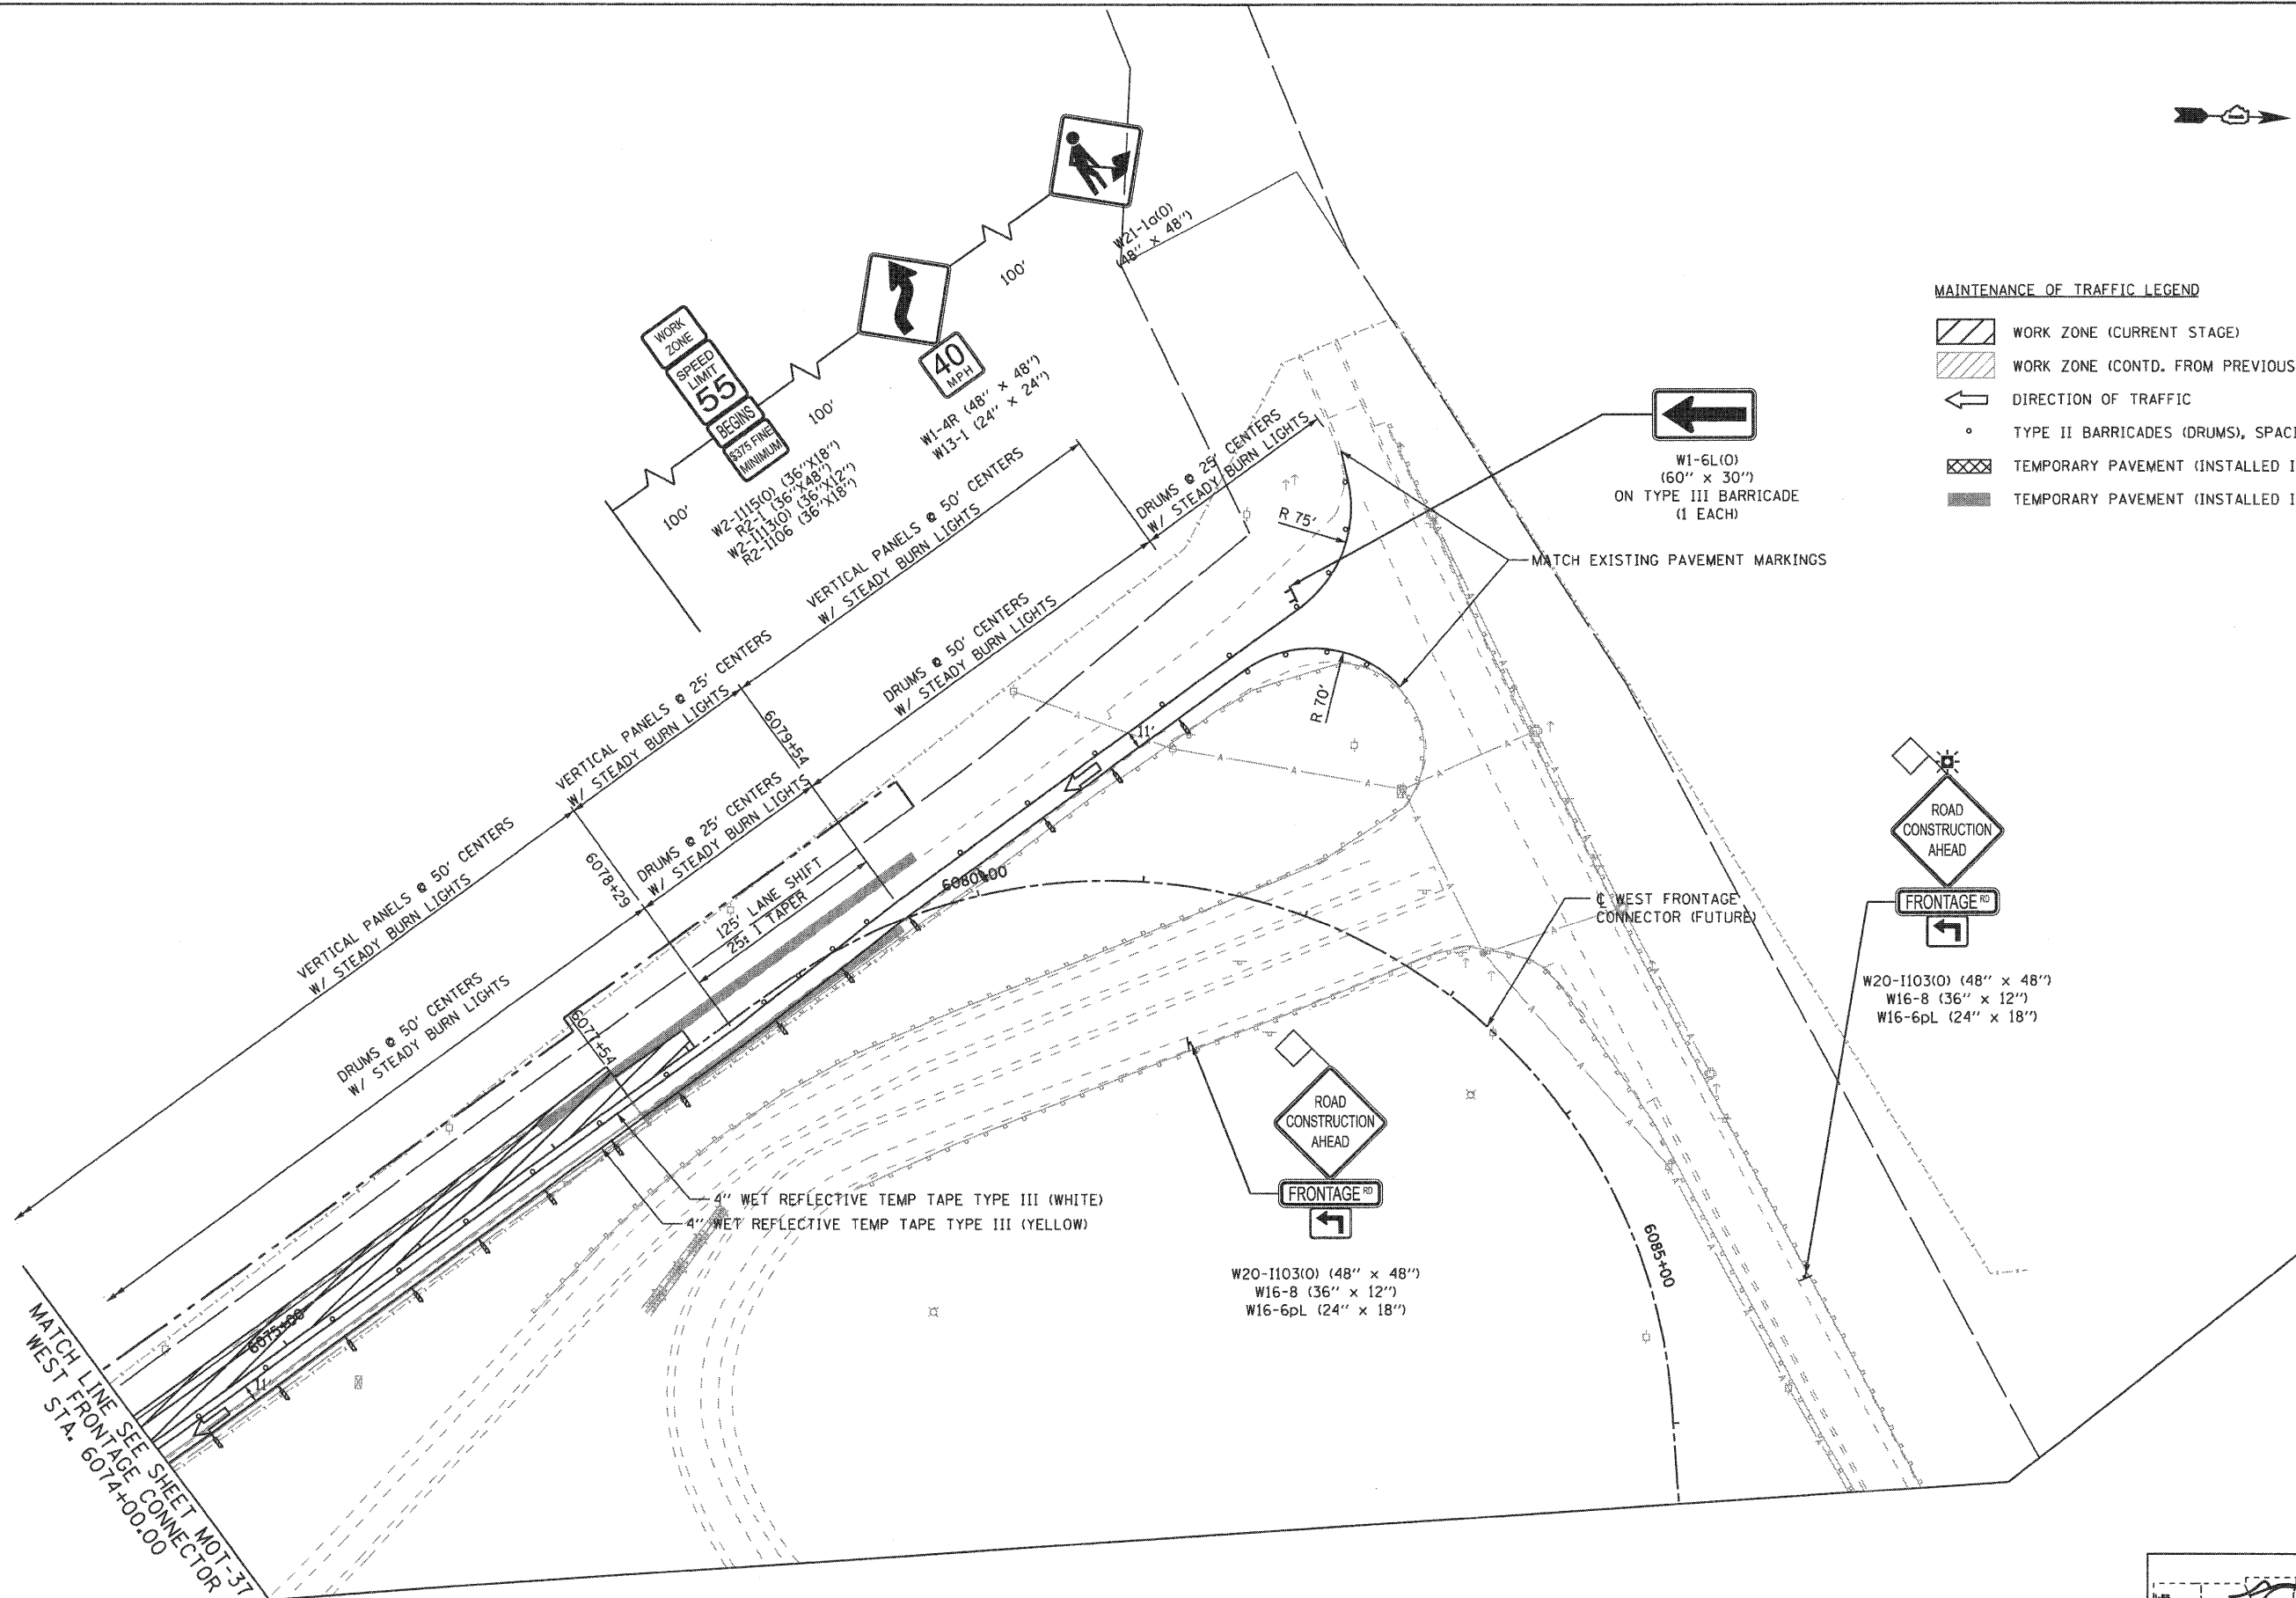 W21-1a(O)
(48" x 48")
100'
WORK
ZONE
SPEED
LIMIT
55
BEGINS
$375 FINE
MINIMUM
40
MPH
100'
W1-4R (48" x 48")
W13-1 (24" x 24")
100'
W2-I115(O) (36"X18")
R2-1 (36"X48")
W2-I113(O) (36"X12")
R2-I106 (36"X18")
MAINTENANCE OF TRAFFIC LEGEND
WORK ZONE (CURRENT STAGE)
WORK ZONE (CONTD. FROM PREVIOUS
DIRECTION OF TRAFFIC
TYPE II BARRICADES (DRUMS), SPACI
TEMPORARY PAVEMENT (INSTALLED I
TEMPORARY PAVEMENT (INSTALLED I
W1-6L(O)
(60" x 30")
ON TYPE III BARRICADE
(1 EACH)
MATCH EXISTING PAVEMENT MARKINGS
DRUMS @ 25' CENTERS
W/ STEADY BURN LIGHTS
R 75'
VERTICAL PANELS @ 50' CENTERS
W/ STEADY BURN LIGHTS
DRUMS @ 50' CENTERS
W/ STEADY BURN LIGHTS
R 70'
11'
VERTICAL PANELS @ 25' CENTERS
W/ STEADY BURN LIGHTS
6079+54
DRUMS @ 25' CENTERS
W/ STEADY BURN LIGHTS
6078+29
125' LANE SHIFT
25:1 TAPER
VERTICAL PANELS @ 50' CENTERS
W/ STEADY BURN LIGHTS
DRUMS @ 50' CENTERS
W/ STEADY BURN LIGHTS
6077+54
6080+00
℄ WEST FRONTAGE
CONNECTOR (FUTURE)
ROAD
CONSTRUCTION
AHEAD
FRONTAGE RD
W20-I103(O) (48" x 48")
W16-8 (36" x 12")
W16-6pL (24" x 18")
ROAD
CONSTRUCTION
AHEAD
FRONTAGE RD
W20-I103(O) (48" x 48")
W16-8 (36" x 12")
W16-6pL (24" x 18")
4" WET REFLECTIVE TEMP TAPE TYPE III (WHITE)
4" WET REFLECTIVE TEMP TAPE TYPE III (YELLOW)
6085+00
6075+00
11'
MATCH LINE SEE SHEET MOT-37
WEST FRONTAGE CONNECTOR
STA. 6074+00.00